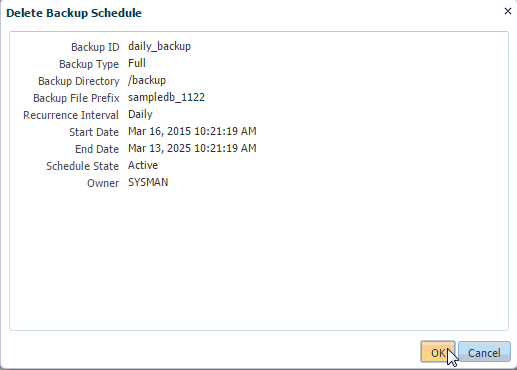 Delete Backup Schedule
Backup ID daily_backup
Backup Type Full
Backup Directory /backup
Backup File Prefix sampledb_1122
Recurrence Interval Daily
Start Date Mar 16, 2015 10:21:19 AM
End Date Mar 13, 2025 10:21:19 AM
Schedule State Active
Owner SYSMAN
OK Cancel